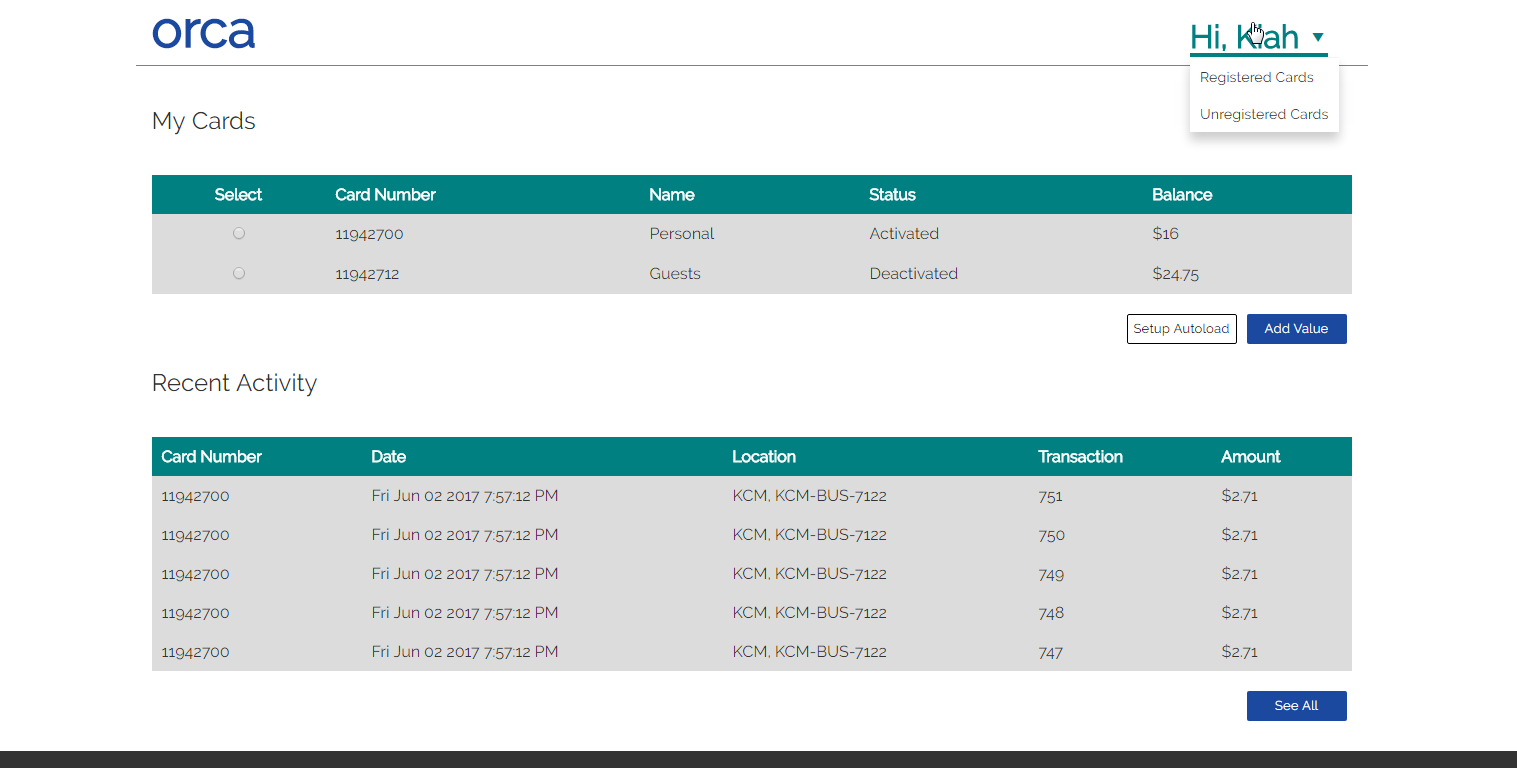 orca
Hi, Kiah ▼
Registered Cards
Unregistered Cards
My Cards
Select Card Number Name Status Balance
11942700 Personal Activated $16
11942712 Guests Deactivated $24.75
Setup Autoload Add Value
Recent Activity
Card Number Date Location Transaction Amount
11942700 Fri Jun 02 2017 7:57:12 PM KCM, KCM-BUS-7122 751 $2.71
11942700 Fri Jun 02 2017 7:57:12 PM KCM, KCM-BUS-7122 750 $2.71
11942700 Fri Jun 02 2017 7:57:12 PM KCM, KCM-BUS-7122 749 $2.71
11942700 Fri Jun 02 2017 7:57:12 PM KCM, KCM-BUS-7122 748 $2.71
11942700 Fri Jun 02 2017 7:57:12 PM KCM, KCM-BUS-7122 747 $2.71
See All